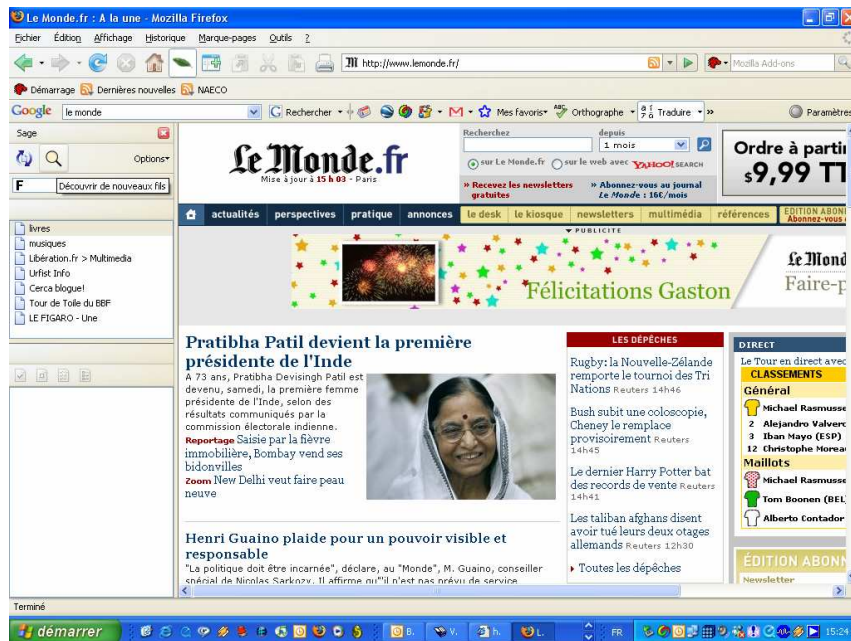 Le Monde.fr : A la une - Mozilla Firefox
Fichier Édition Affichage Historique Marque-pages Outils ?
http://www.lemonde.fr/
Mozilla Add-ons
Démarrage Dernières nouvelles NAECO
Google le monde Rechercher Mes favoris Orthographe Traduire » Paramètres
Sage
Options
F
Découvrir de nouveaux fils
livres
musiques
Libération.fr > Multimedia
Urfist Info
Cerca blogue!
Tour de Toile du BBF
LE FIGARO - Une
Le Monde.fr
Mise à jour à 15 h 03 - Paris
Recherchez depuis
1 mois
sur Le Monde.fr sur le web avec YAHOO! SEARCH
» Recevez les newsletters gratuites
» Abonnez-vous au journal
Le Monde : 16€/mois
Ordre à partir
$9,99 TT
actualités perspectives pratique annonces le desk le kiosque newsletters multimédia références EDITION ABON
Abonnez-vous
PUBLICITE
Félicitations Gaston
Le Mond
Faire-p
Pratibha Patil devient la première
présidente de l'Inde
A 73 ans, Pratibha Devisingh Patil est
devenu, samedi, la première femme
présidente de l'Inde, selon des
résultats communiqués par la
commission électorale indienne.
Reportage Saisie par la fièvre
immobilière, Bombay vend ses
bidonvilles
Zoom New Delhi veut faire peau
neuve
Henri Guaino plaide pour un pouvoir visible et
responsable
"La politique doit être incarnée", déclare, au "Monde", M. Guaino, conseiller
spécial de Nicolas Sarkozy. Il affirme qu'"il n'est pas prévu de service
LES DÉPÊCHES
Rugby: la Nouvelle-Zélande
remporte le tournoi des Tri
Nations Reuters 14h46
Bush subit une coloscopie,
Cheney le remplace
provisoirement Reuters
14h45
Le dernier Harry Potter bat
des records de vente Reuters
14h41
Les taliban afghans disent
avoir tué leurs deux otages
allemands Reuters 12h30
Toutes les dépêches
DIRECT
Le Tour en direct avec
CLASSEMENTS
Général
Michael Rasmusse
2 Alejandro Valverd
3 Iban Mayo (ESP)
12 Christophe Moreau
Maillots
Michael Rasmusse
Tom Boonen (BEL
Alberto Contador
ÉDITION ABONN
Newsletter
Terminé
démarrer B. V. h. L. FR 15:24